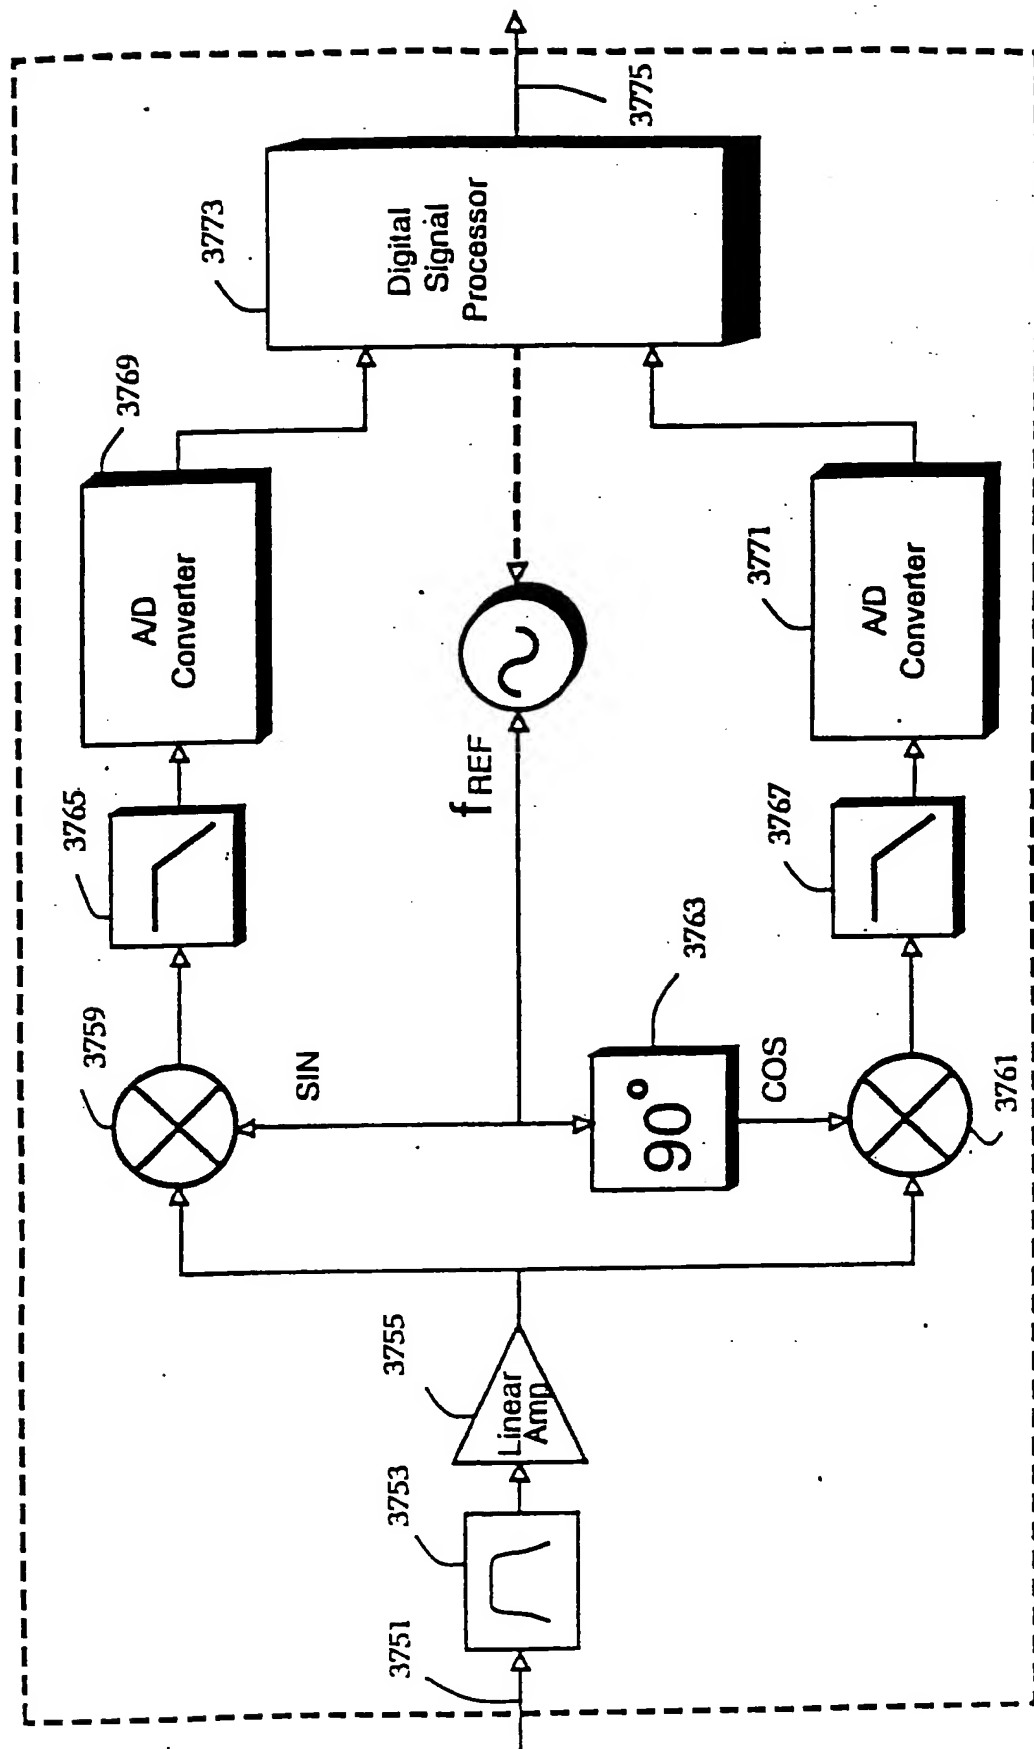 3751
3753
3755
Linear
Amp
3759
SIN
3763
90°
COS
3761
3765
3767
fREF
A/D
Converter
3769
A/D
Converter
3771
Digital
Signal
Processor
3773
3775